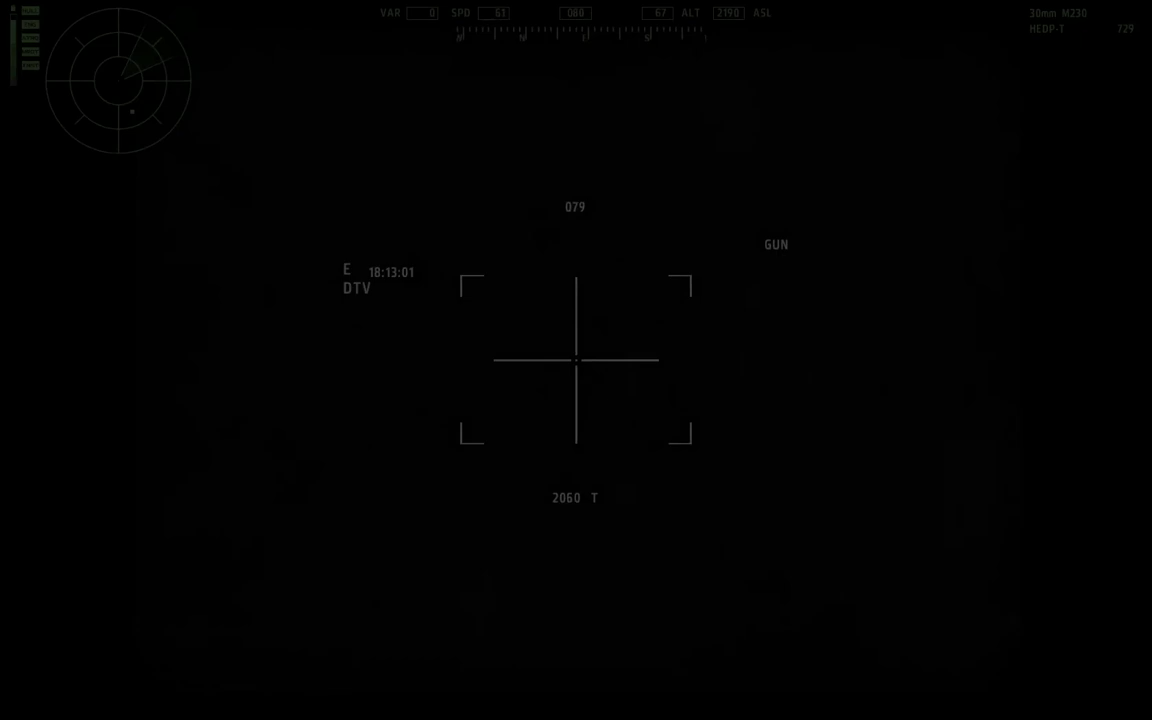 VAR 0 SPD 61 080 67 ALT 2190 ASL
30mm M230
HEDP-T 729
079
GUN
E 18:13:01
DTV
2060 T